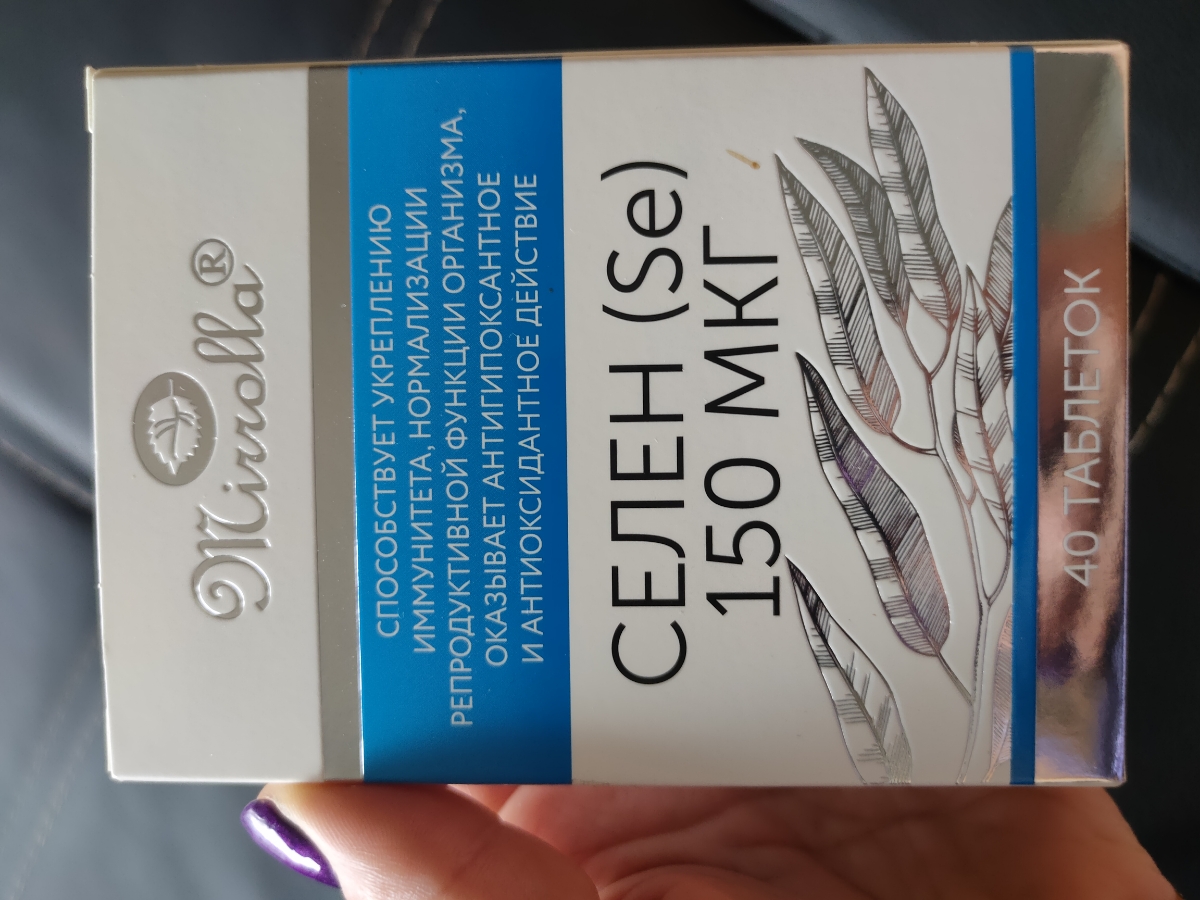 Mirrolla®
СПОСОБСТВУЕТ УКРЕПЛЕНИЮ
ИММУНИТЕТА, НОРМАЛИЗАЦИИ
РЕПРОДУКТИВНОЙ ФУНКЦИИ ОРГАНИЗМА,
ОКАЗЫВАЕТ АНТИГИПОКСАНТНОЕ
И АНТИОКСИДАНТНОЕ ДЕЙСТВИЕ
СЕЛЕН (Se)
150 МКГ
40 ТАБЛЕТОК